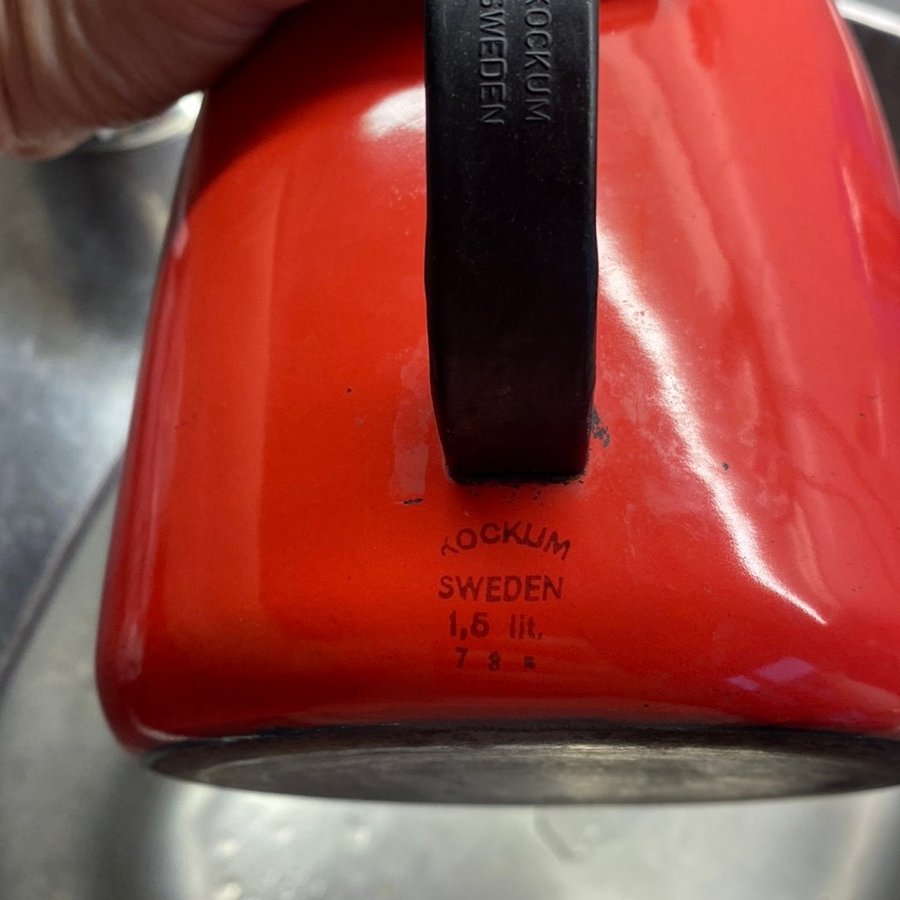 KOCKUM
SWEDEN
KOCKUM
SWEDEN
1,5 lit.
7 8